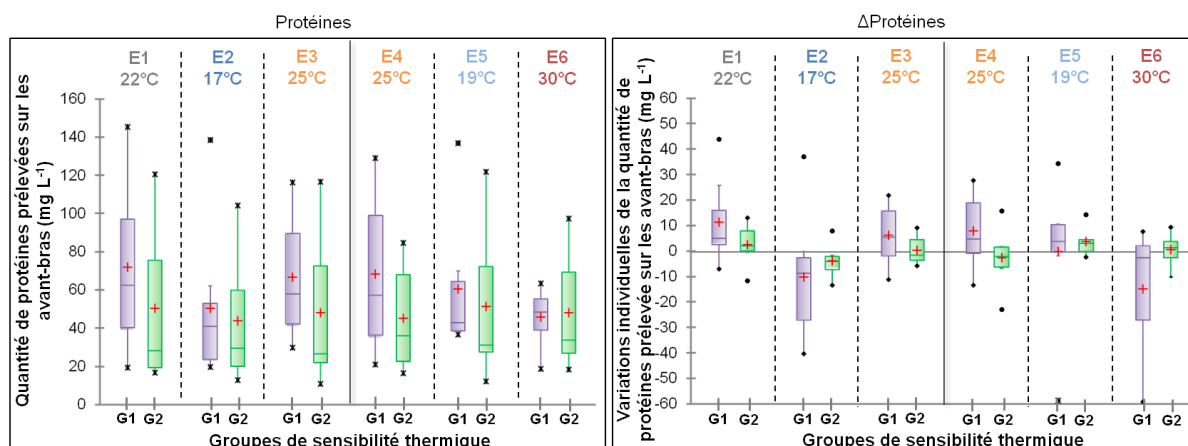 Protéines
E1 E2 E3 E4 E5 E6
22°C 17°C 25°C 25°C 19°C 30°C
Quantité de protéines prélevées sur les
avant-bras (mg L⁻¹)
160
140
120
100
80
60
40
20
0
G1 G2 G1 G2 G1 G2 G1 G2 G1 G2 G1 G2
Groupes de sensibilité thermique
ΔProtéines
E1 E2 E3 E4 E5 E6
22°C 17°C 25°C 25°C 19°C 30°C
Variations individuelles de la quantité de
protéines prélevée sur les avant-bras (mg L⁻¹)
60
50
40
30
20
10
0
-10
-20
-30
-40
-50
-60
G1 G2 G1 G2 G1 G2 G1 G2 G1 G2 G1 G2
Groupes de sensibilité thermique